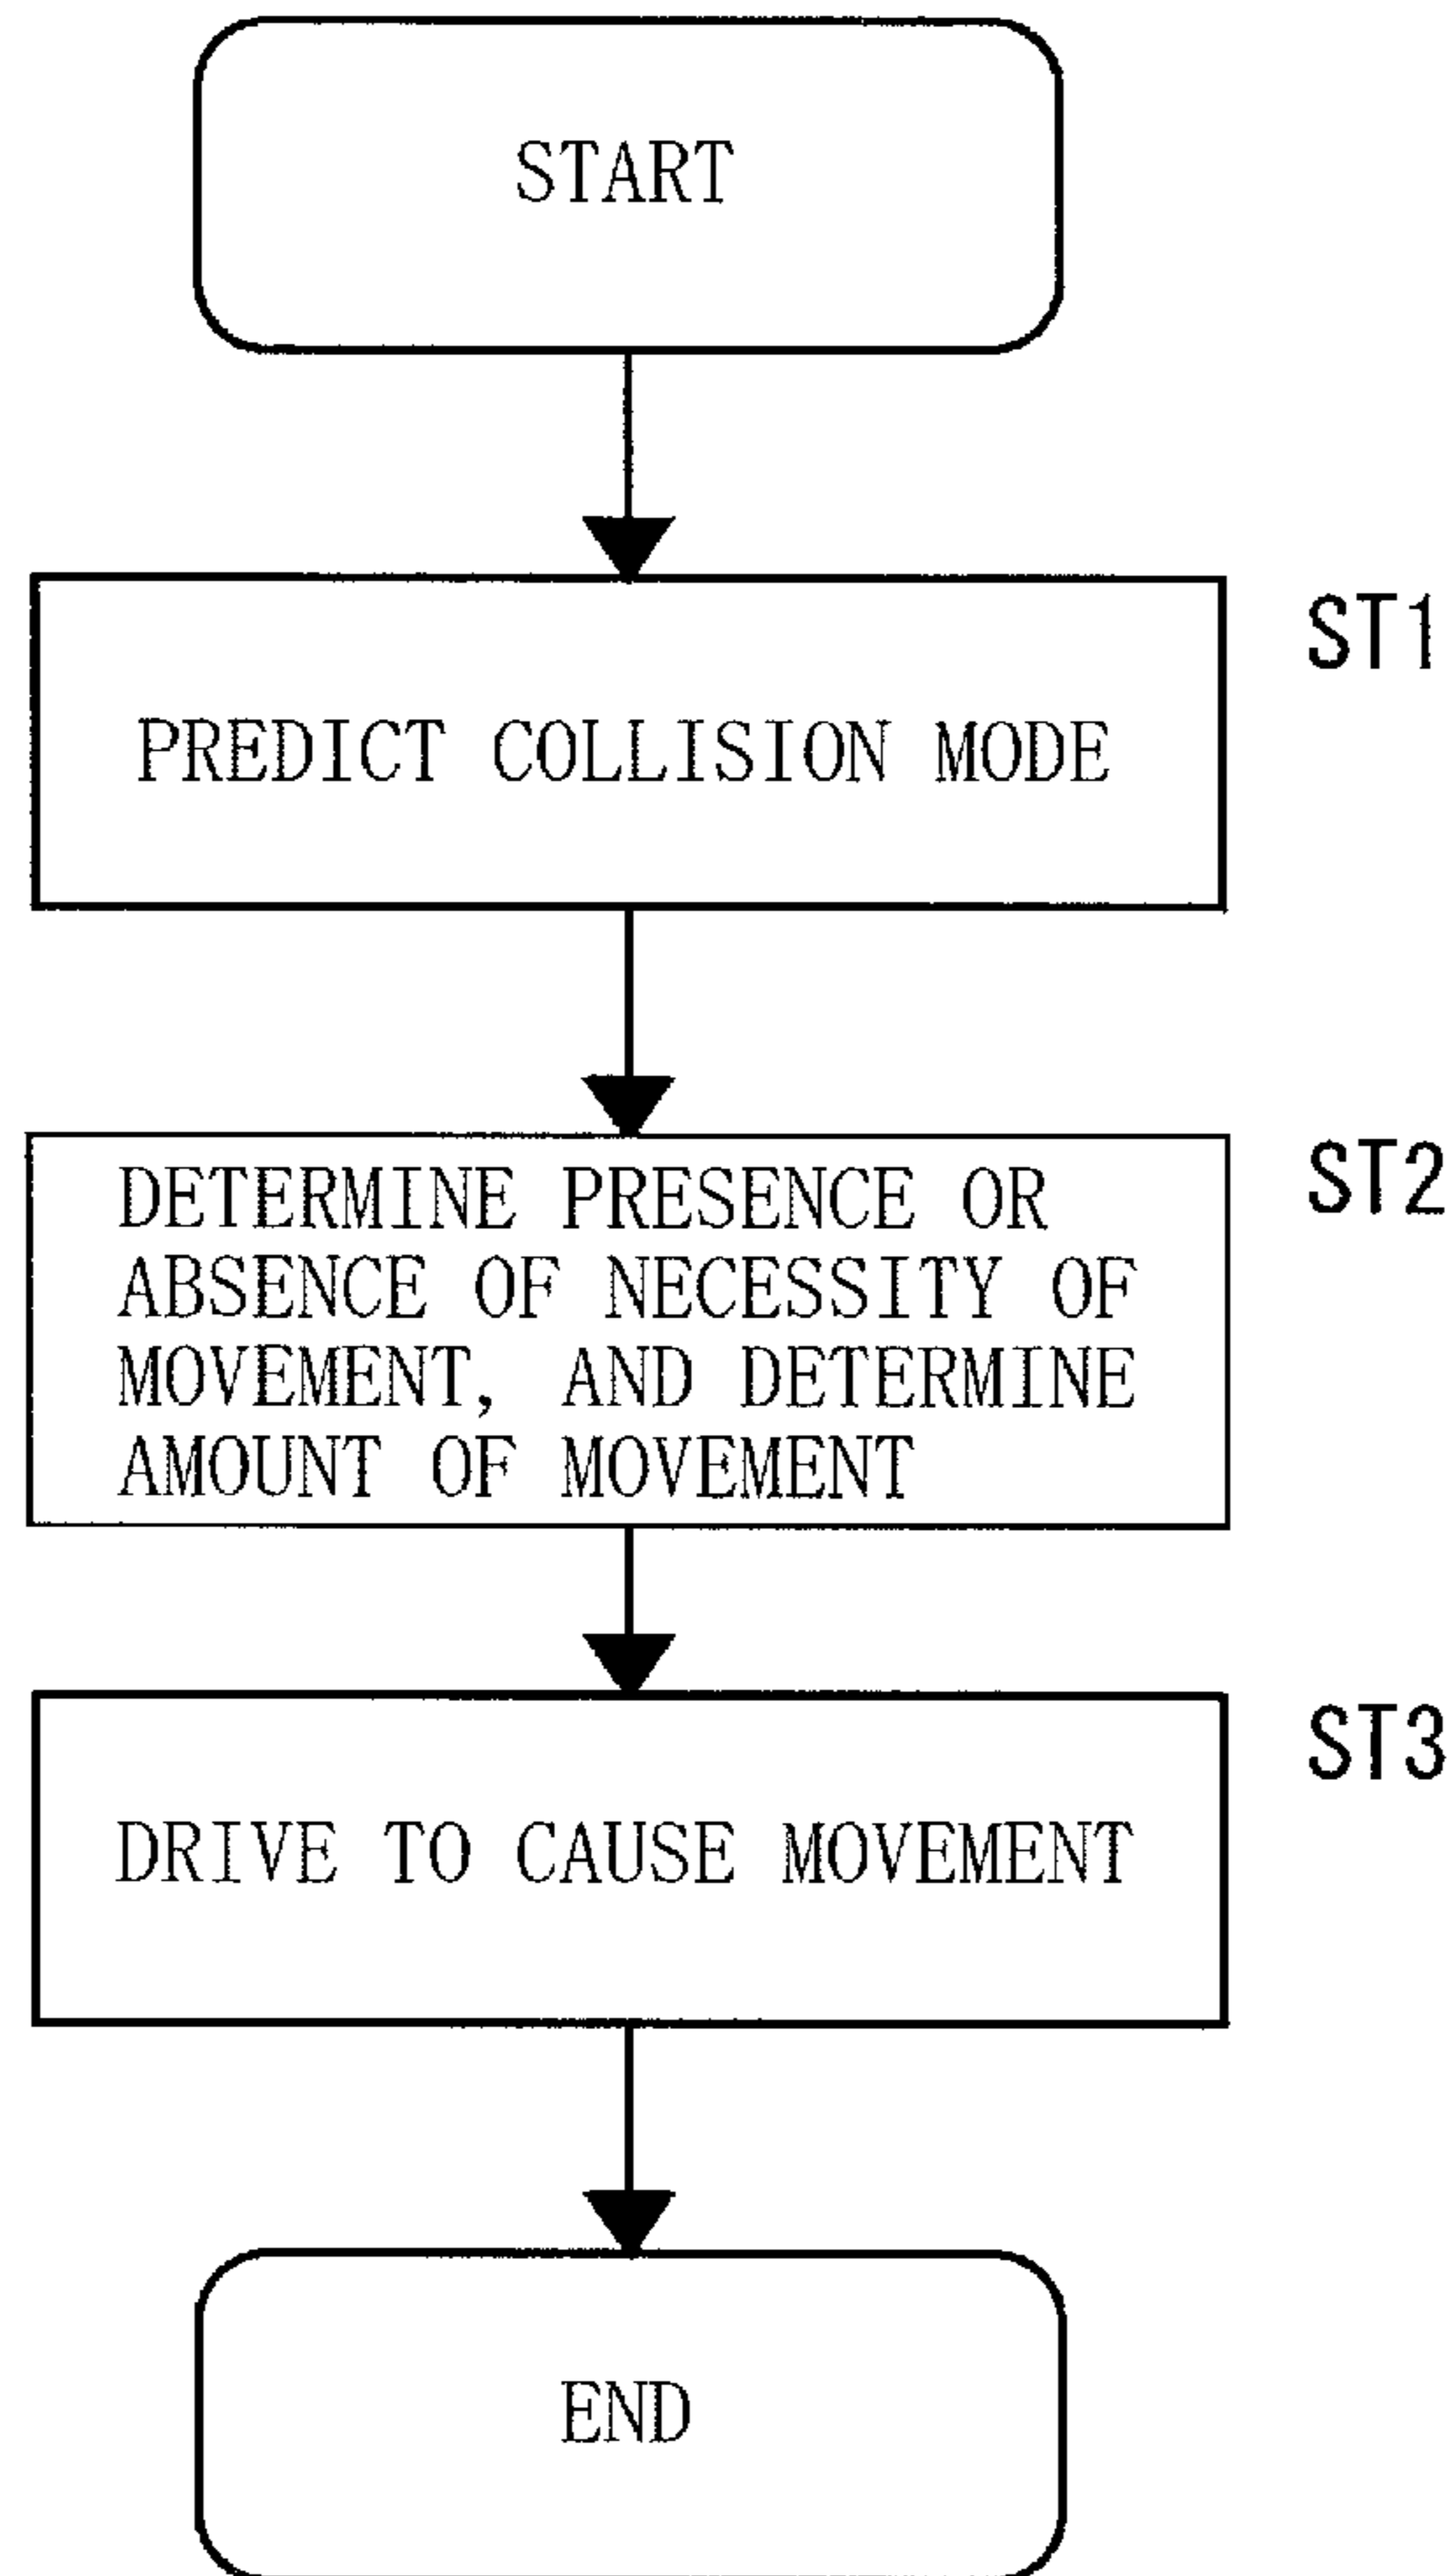 START
ST1
PREDICT COLLISION MODE
ST2
DETERMINE PRESENCE OR
ABSENCE OF NECESSITY OF
MOVEMENT, AND DETERMINE
AMOUNT OF MOVEMENT
ST3
DRIVE TO CAUSE MOVEMENT
END